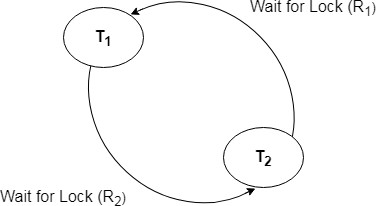 Wait for Lock (R₁)
T₁
T₂
Wait for Lock (R₂)